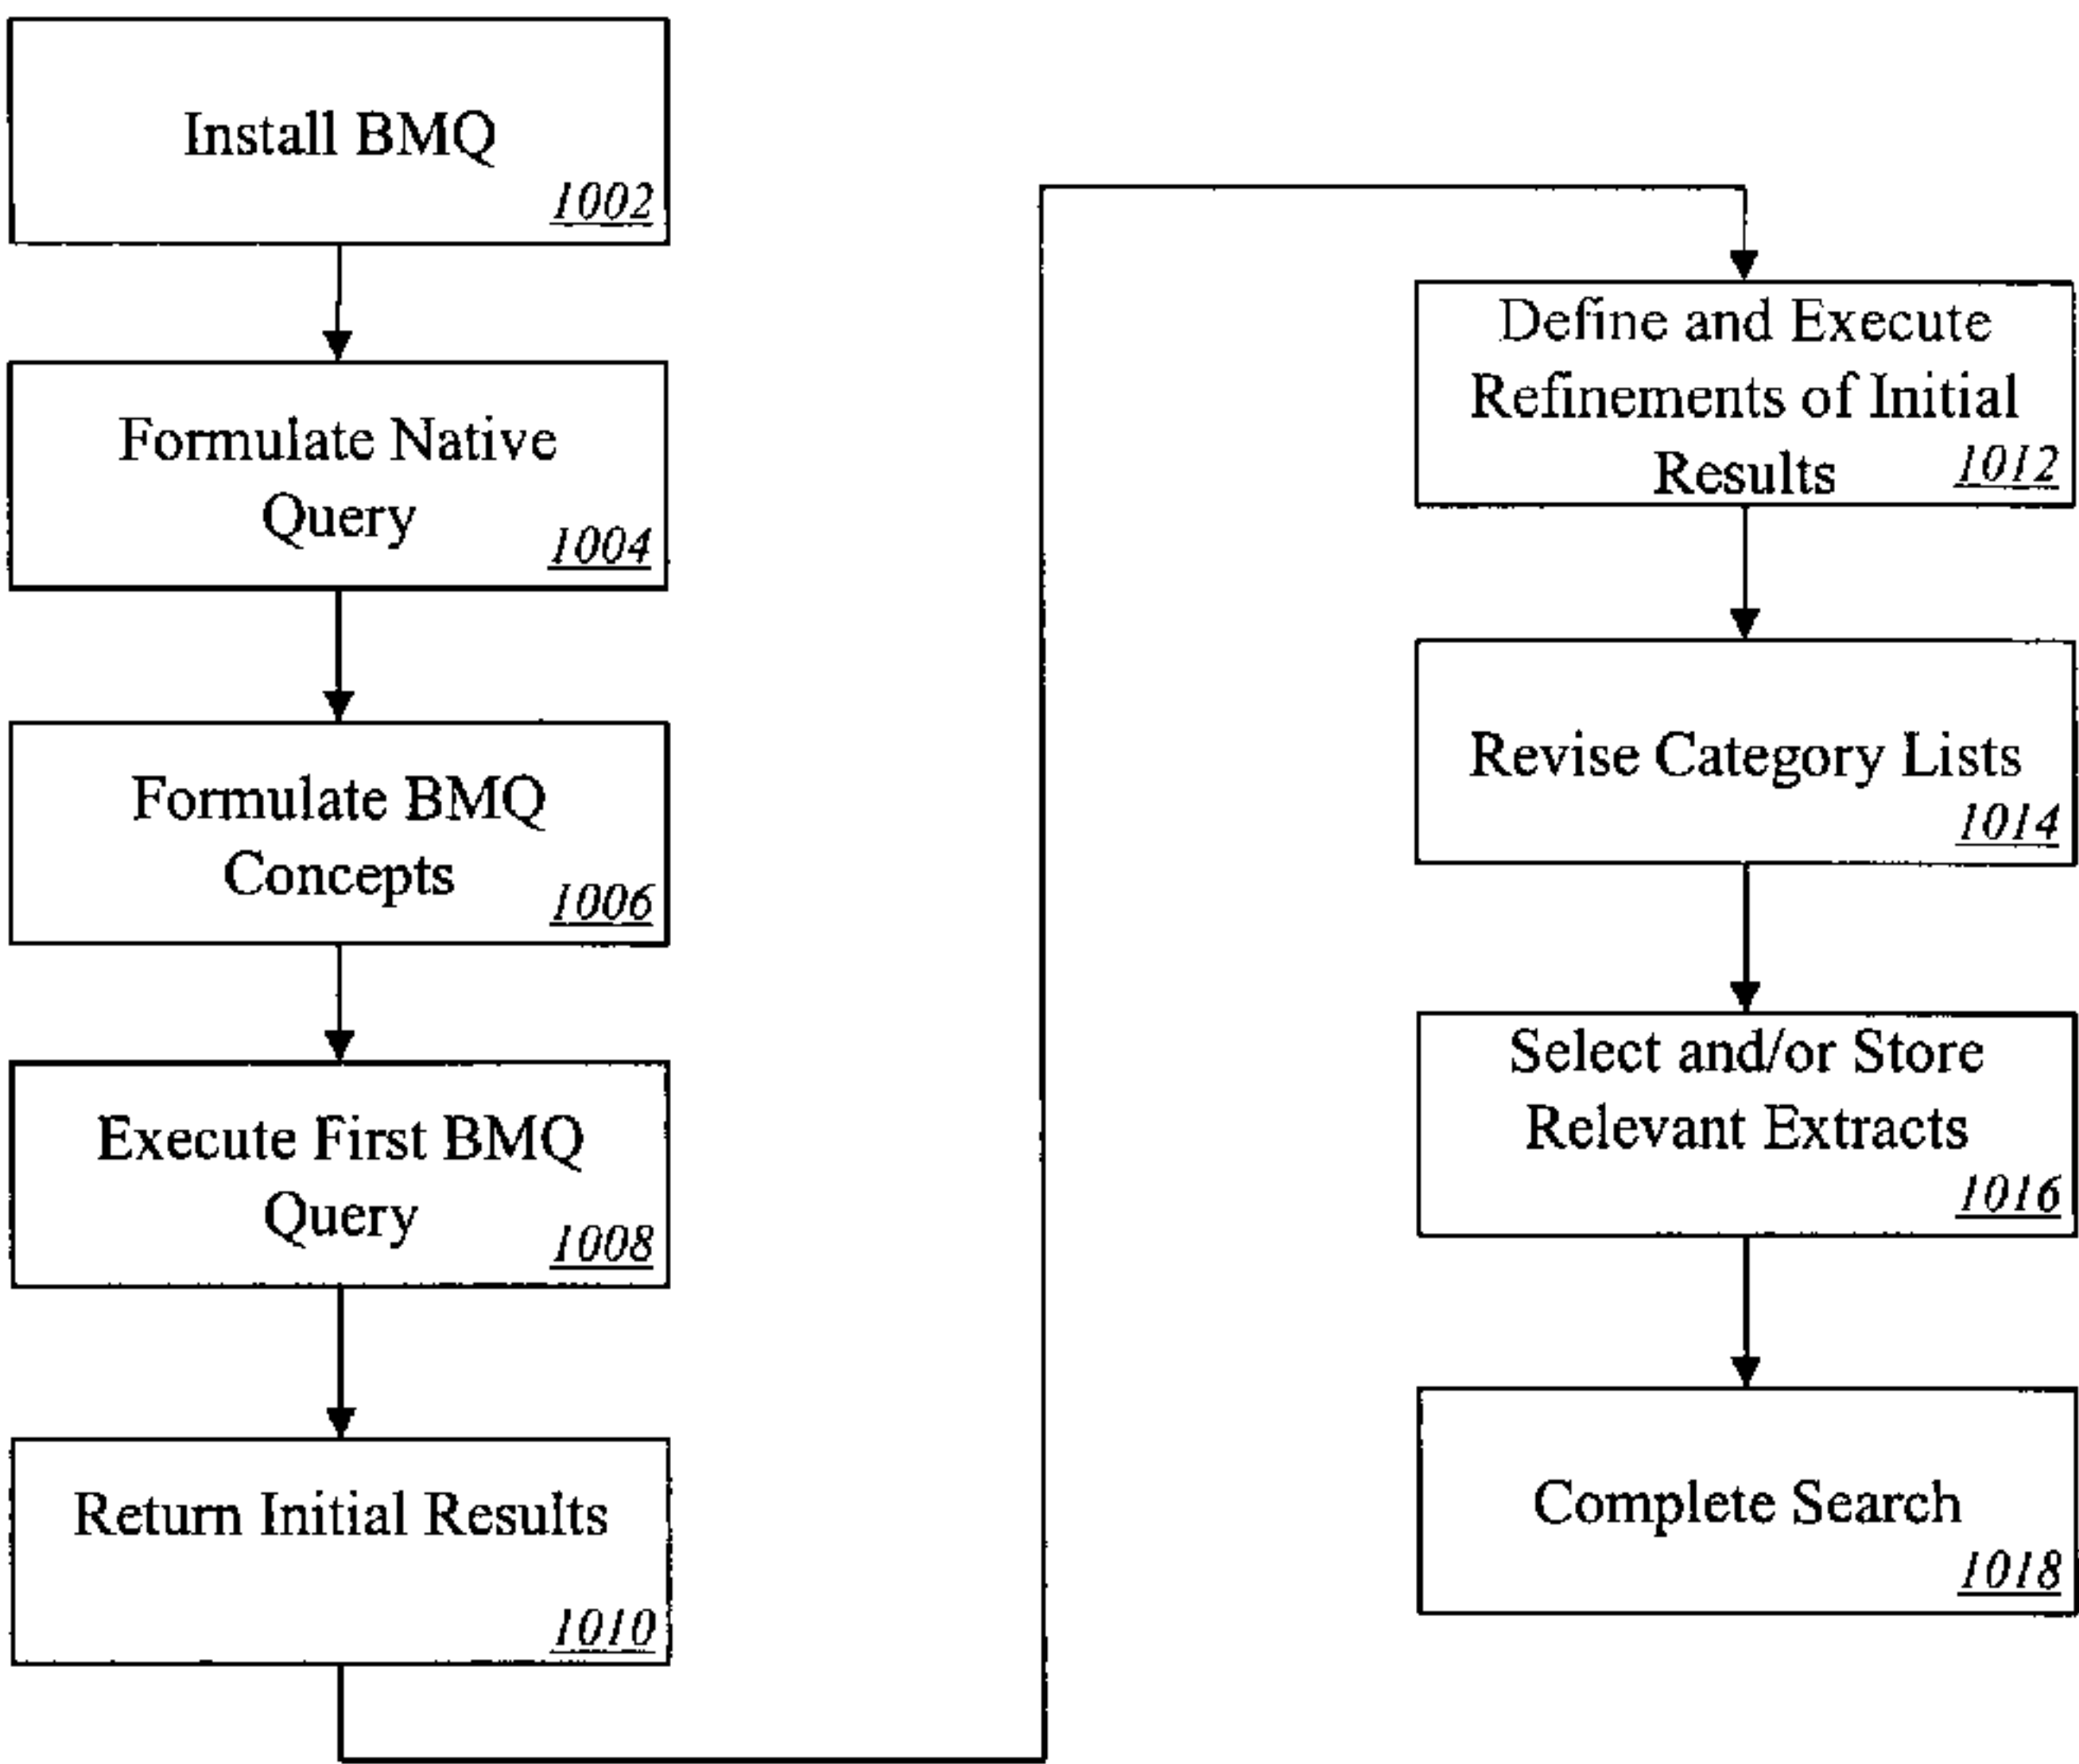 Install BMQ
1002
Formulate Native
Query
1004
Formulate BMQ
Concepts
1006
Execute First BMQ
Query
1008
Return Initial Results
1010
Define and Execute
Refinements of Initial
Results
1012
Revise Category Lists
1014
Select and/or Store
Relevant Extracts
1016
Complete Search
1018